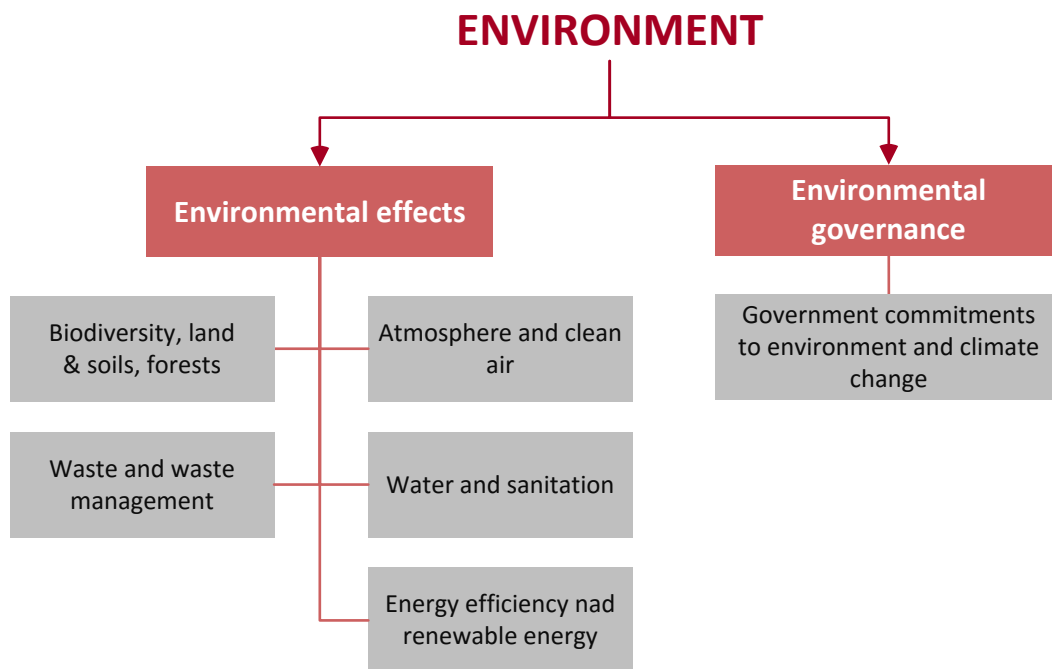 ENVIRONMENT
Environmental effects
Environmental
governance
Biodiversity, land
& soils, forests
Atmosphere and clean
air
Government commitments
to environment and climate
change
Waste and waste
management
Water and sanitation
Energy efficiency nad
renewable energy